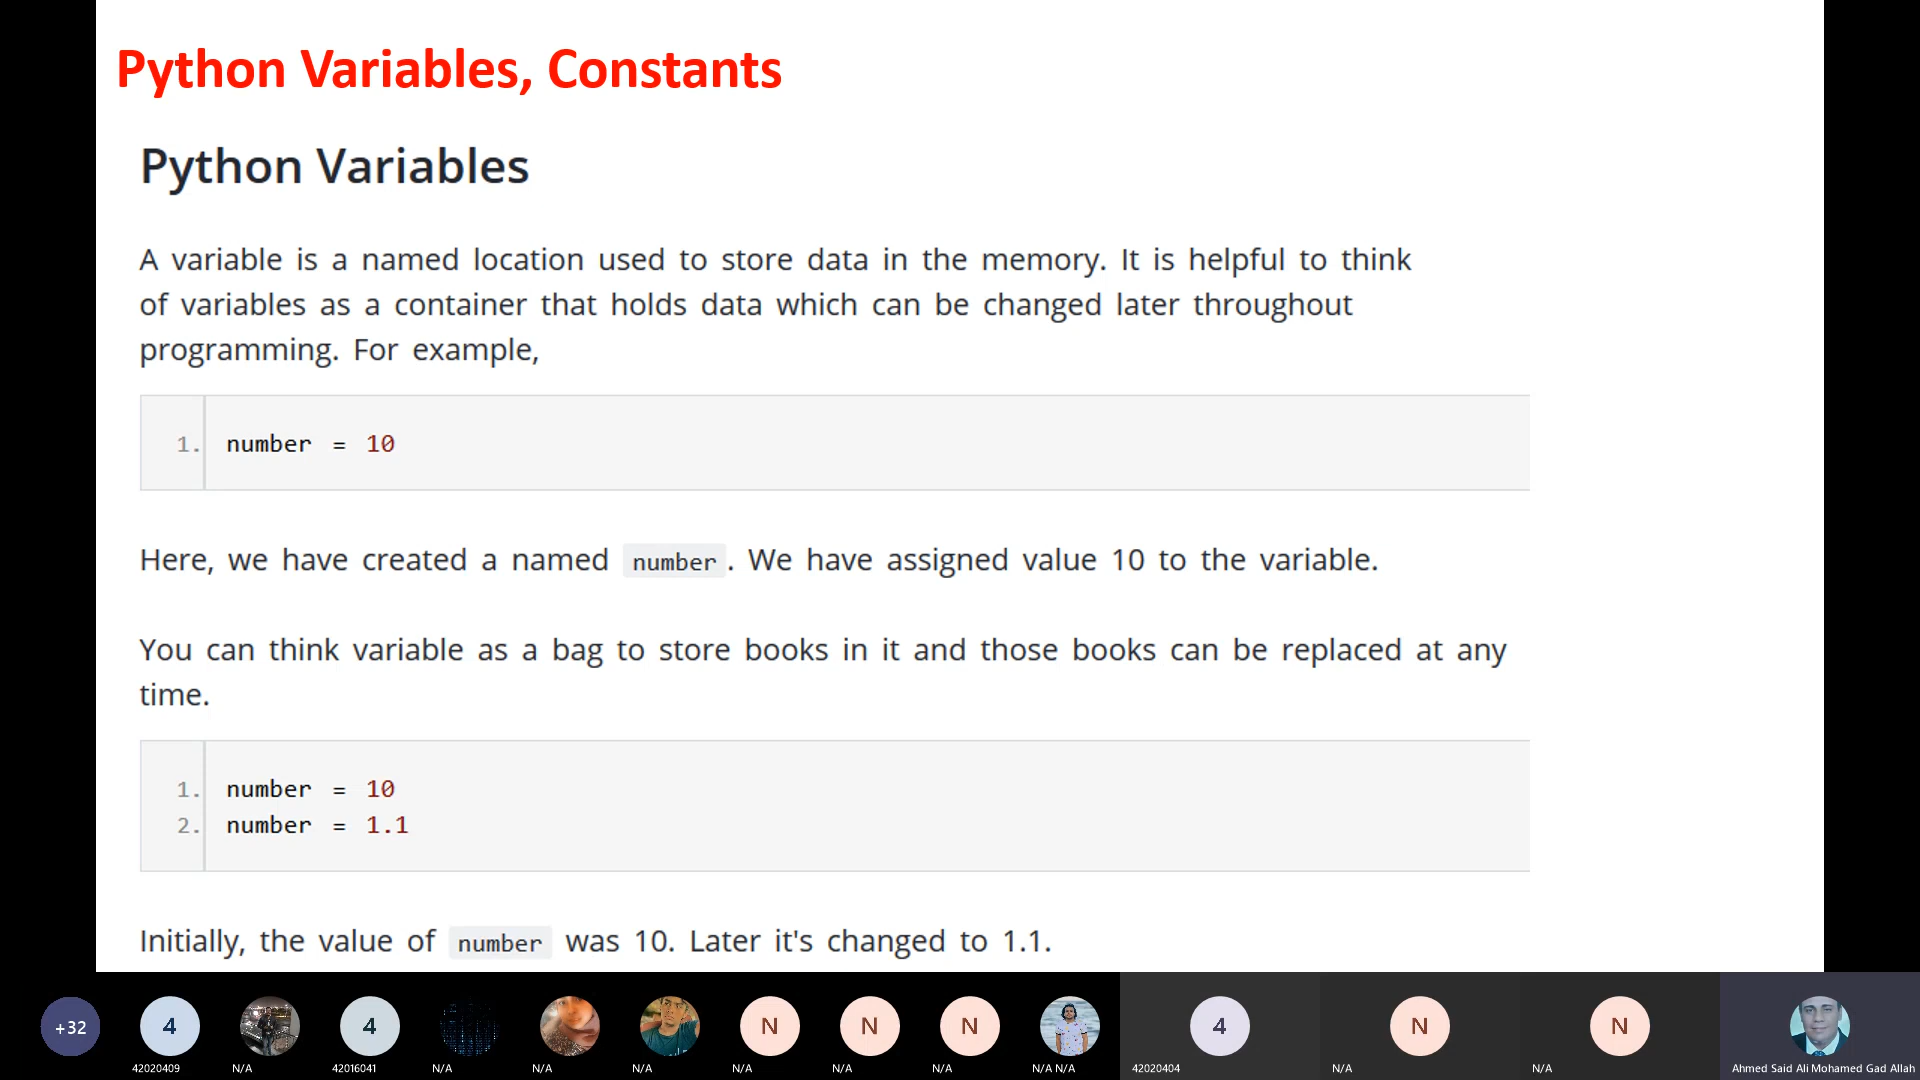 Python Variables, Constants
Python Variables
A variable is a named location used to store data in the memory. It is helpful to think
of variables as a container that holds data which can be changed later throughout
programming. For example,
1. number = 10
Here, we have created a named number. We have assigned value 10 to the variable.
You can think variable as a bag to store books in it and those books can be replaced at any
time.
1. number = 10
2. number = 1.1
Initially, the value of number was 10. Later it's changed to 1.1.
+32 4 4 N N N 4 N N
42020409 N/A 42016041 N/A N/A N/A N/A N/A N/A N/A N/A 42020404 N/A N/A Ahmed Said Ali Mohamed Gad Allah